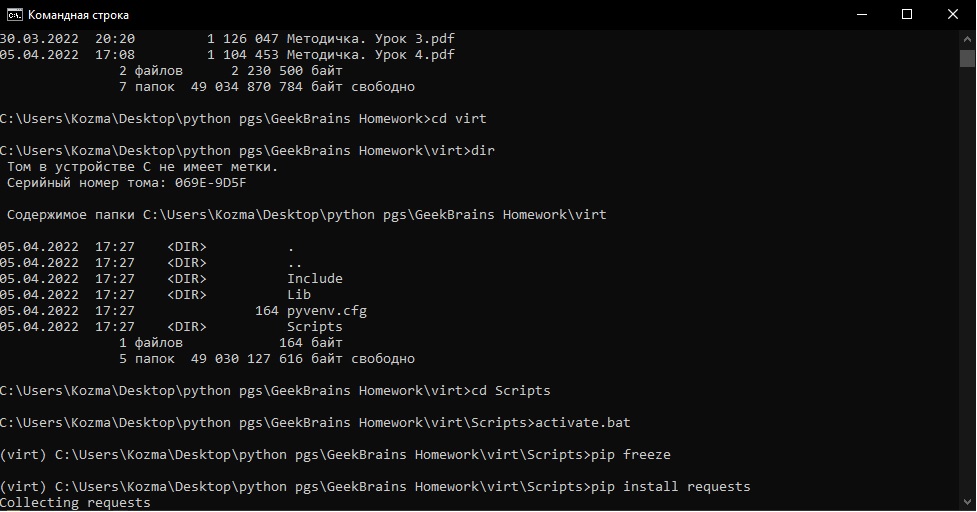 Командная строка
30.03.2022  20:20         1 126 047 Методичка. Урок 3.pdf
05.04.2022  17:08         1 104 453 Методичка. Урок 4.pdf
               2 файлов      2 230 500 байт
               7 папок  49 034 870 784 байт свободно
C:\Users\Kozma\Desktop\python pgs\GeekBrains Homework>cd virt
C:\Users\Kozma\Desktop\python pgs\GeekBrains Homework\virt>dir
 Том в устройстве C не имеет метки.
 Серийный номер тома: 069E-9D5F
 Содержимое папки C:\Users\Kozma\Desktop\python pgs\GeekBrains Homework\virt
05.04.2022  17:27    <DIR>          .
05.04.2022  17:27    <DIR>          ..
05.04.2022  17:27    <DIR>          Include
05.04.2022  17:27    <DIR>          Lib
05.04.2022  17:27               164 pyvenv.cfg
05.04.2022  17:27    <DIR>          Scripts
               1 файлов            164 байт
               5 папок  49 030 127 616 байт свободно
C:\Users\Kozma\Desktop\python pgs\GeekBrains Homework\virt>cd Scripts
C:\Users\Kozma\Desktop\python pgs\GeekBrains Homework\virt\Scripts>activate.bat
(virt) C:\Users\Kozma\Desktop\python pgs\GeekBrains Homework\virt\Scripts>pip freeze
(virt) C:\Users\Kozma\Desktop\python pgs\GeekBrains Homework\virt\Scripts>pip install requests
Collecting requests